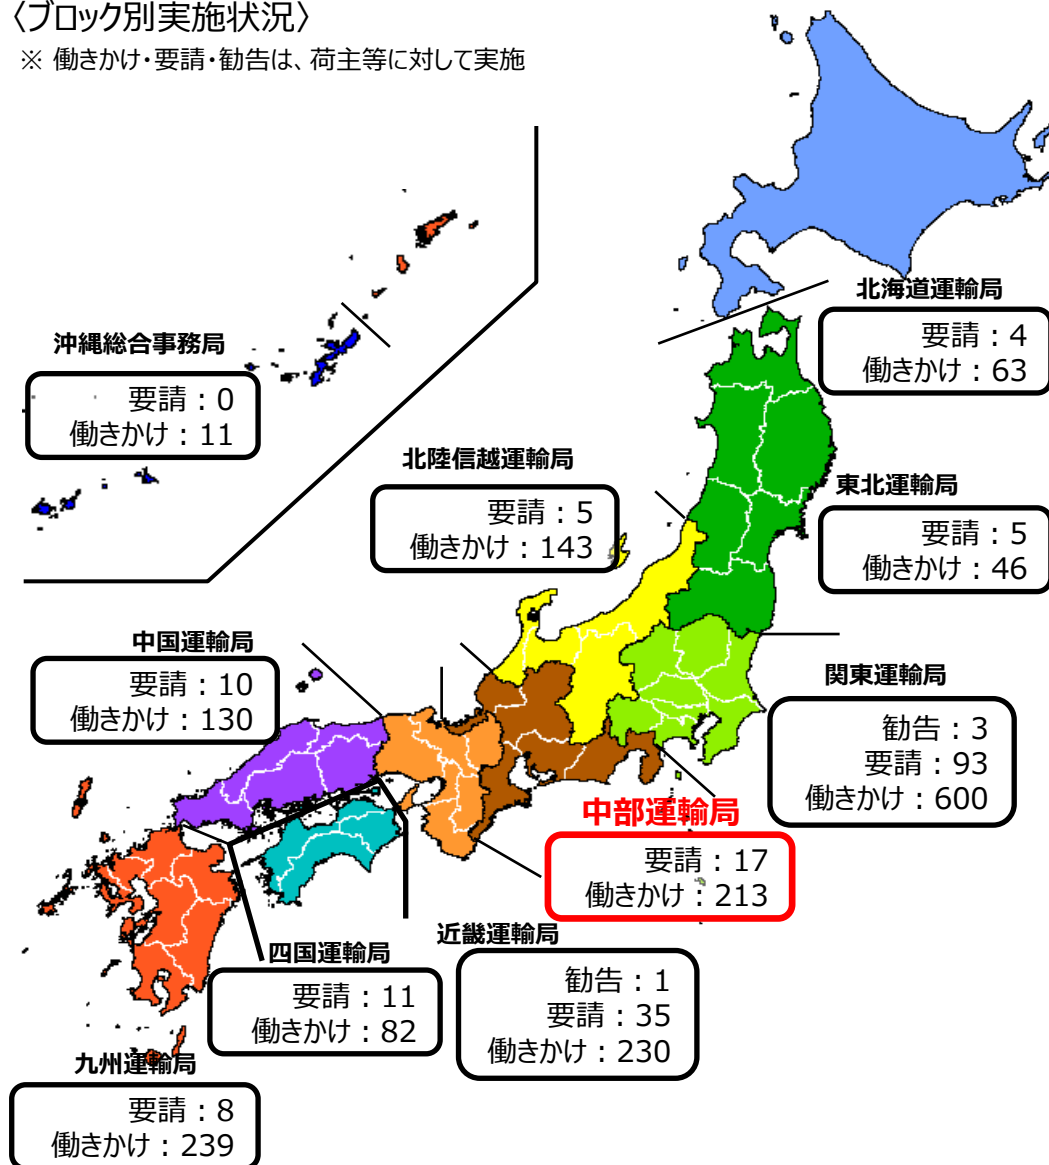 〈ブロック別実施状況〉
※ 働きかけ・要請・勧告は、荷主等に対して実施
北海道運輸局
要請：4
働きかけ：63
沖縄総合事務局
要請：0
働きかけ：11
北陸信越運輸局
要請：5
働きかけ：143
東北運輸局
要請：5
働きかけ：46
中国運輸局
要請：10
働きかけ：130
関東運輸局
勧告：3
要請：93
働きかけ：600
中部運輸局
要請：17
働きかけ：213
近畿運輸局
勧告：1
要請：35
働きかけ：230
四国運輸局
要請：11
働きかけ：82
九州運輸局
要請：8
働きかけ：239